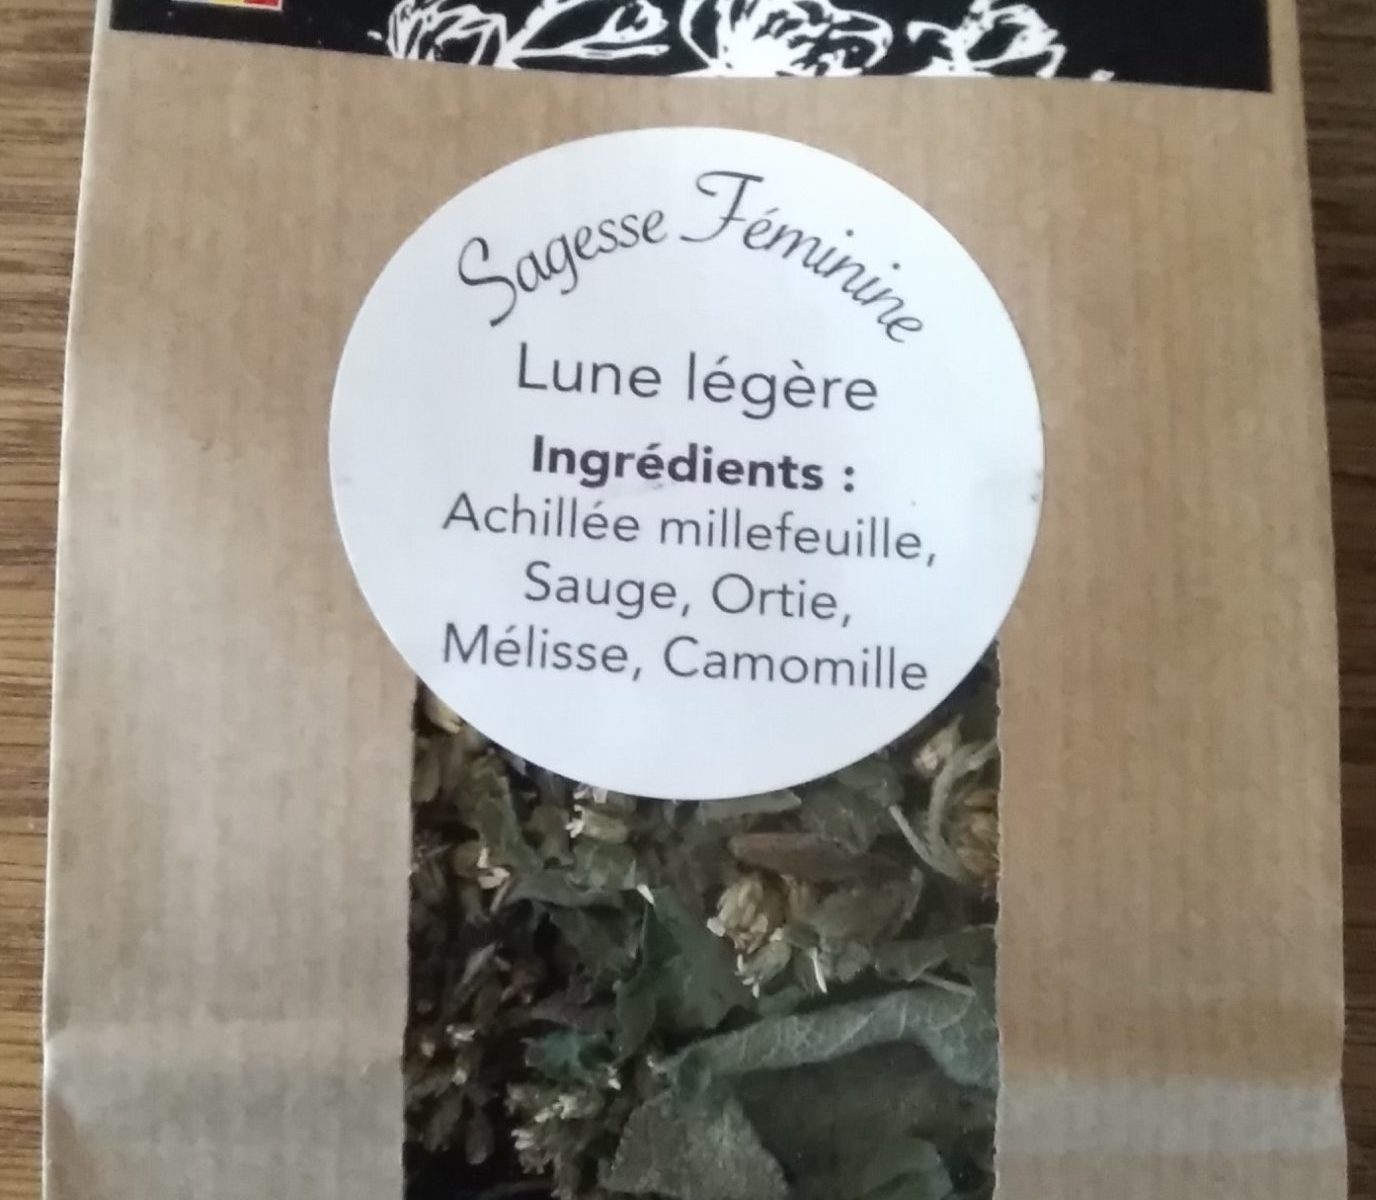 Sagesse Féminine
Lune légère
Ingrédients :
Achillée millefeuille,
Sauge, Ortie,
Mélisse, Camomille